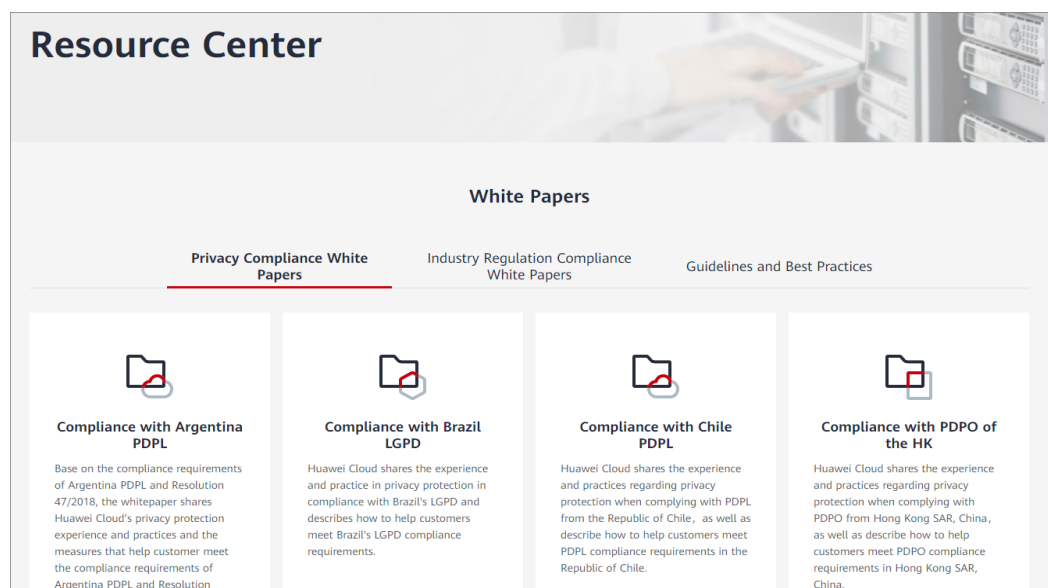 Resource Center
White Papers
Privacy Compliance White
Papers
Industry Regulation Compliance
White Papers
Guidelines and Best Practices
Compliance with Argentina
PDPL
Base on the compliance requirements
of Argentina PDPL and Resolution
47/2018, the whitepaper shares
Huawei Cloud's privacy protection
experience and practices and the
measures that help customer meet
the compliance requirements of
Argentina PDPL and Resolution
Compliance with Brazil
LGPD
Huawei Cloud shares the experience
and practice in privacy protection in
compliance with Brazil's LGPD and
describes how to help customers
meet Brazil's LGPD compliance
requirements.
Compliance with Chile
PDPL
Huawei Cloud shares the experience
and practices regarding privacy
protection when complying with PDPL
from the Republic of Chile，as well as
describe how to help customers meet
PDPL compliance requirements in the
Republic of Chile.
Compliance with PDPO of
the HK
Huawei Cloud shares the experience
and practices regarding privacy
protection when complying with
PDPO from Hong Kong SAR, China，
as well as describe how to help
customers meet PDPO compliance
requirements in Hong Kong SAR,
China.